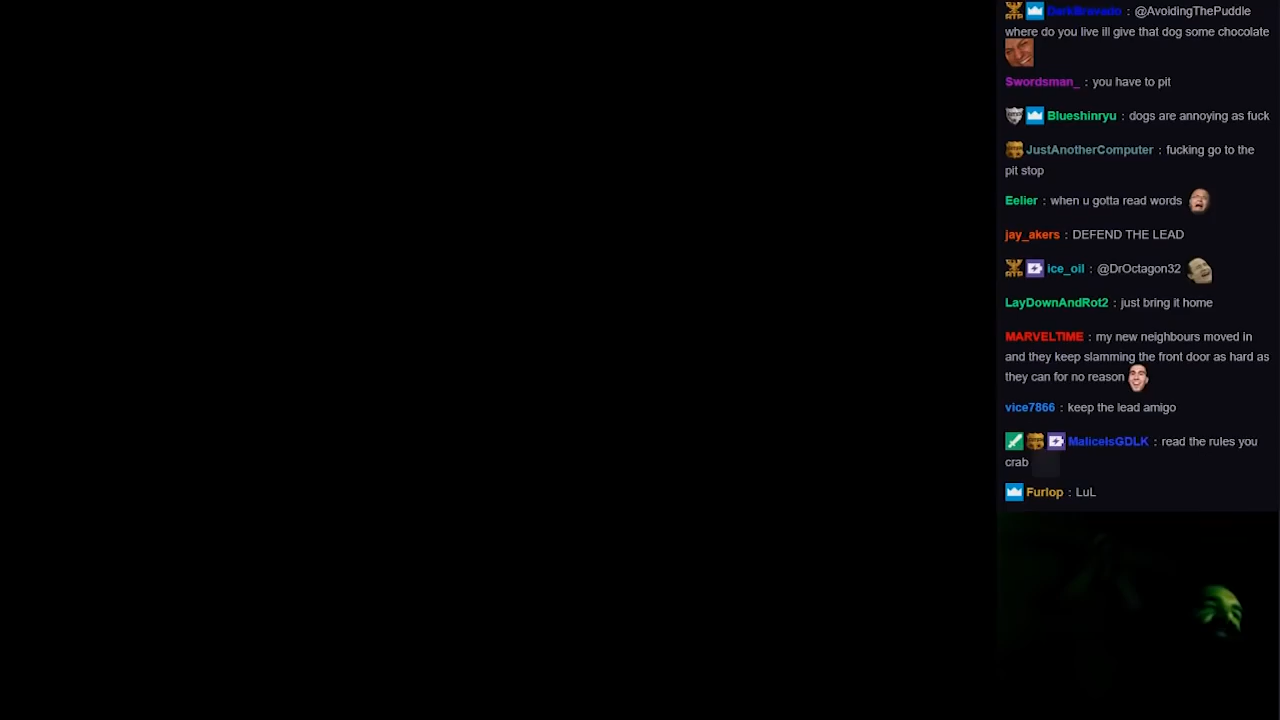 DarkBravado : @AvoidingThePuddle
where do you live ill give that dog some chocolate
Swordsman_ : you have to pit
Blueshinryu : dogs are annoying as fuck
JustAnotherComputer : fucking go to the
pit stop
Eelier : when u gotta read words
jay_akers : DEFEND THE LEAD
ice_oil : @DrOctagon32
LayDownAndRot2 : just bring it home
MARVELTIME : my new neighbours moved in
and they keep slamming the front door as hard as
they can for no reason
vice7866 : keep the lead amigo
MaliceIsGDLK : read the rules you
crab
Furlop : LuL